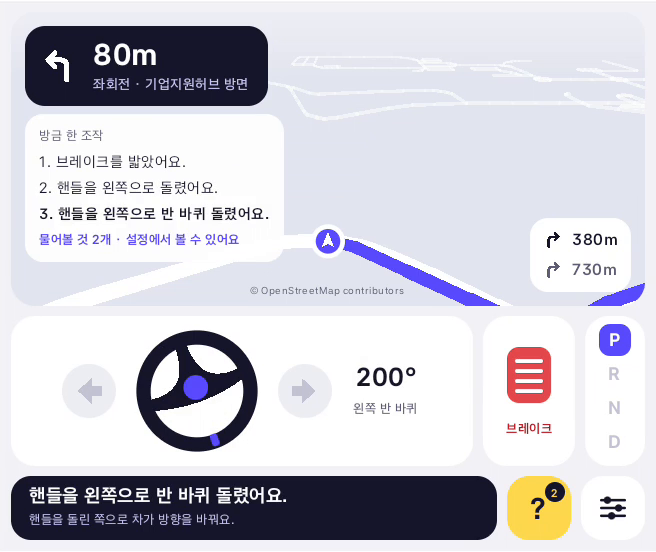 80m
좌회전 · 기업지원허브 방면
방금 한 조작
1. 브레이크를 밟았어요.
2. 핸들을 왼쪽으로 돌렸어요.
3. 핸들을 왼쪽으로 반 바퀴 돌렸어요.
물어볼 것 2개 · 설정에서 볼 수 있어요
380m
730m
© OpenStreetMap contributors
200°
왼쪽 반 바퀴
브레이크
P
R
N
D
핸들을 왼쪽으로 반 바퀴 돌렸어요.
핸들을 돌린 쪽으로 차가 방향을 바꿔요.
?
2